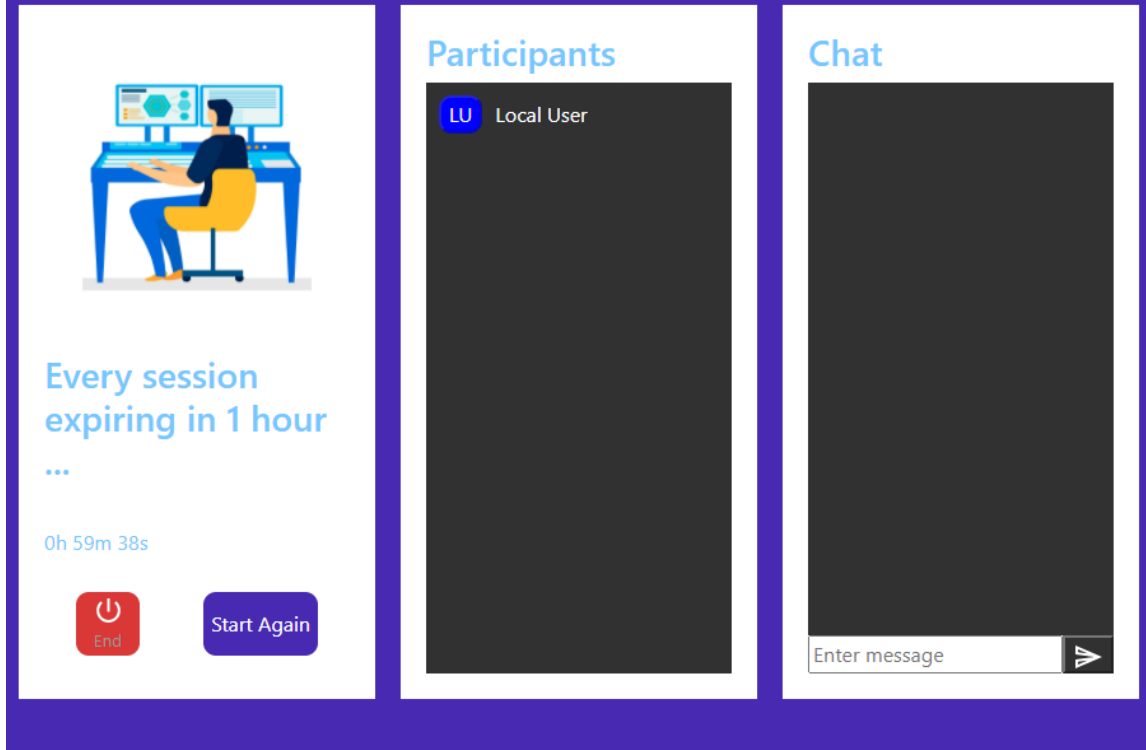 Every session
expiring in 1 hour
...
0h 59m 38s
End
Start Again
Participants
LU
Local User
Chat
Enter message